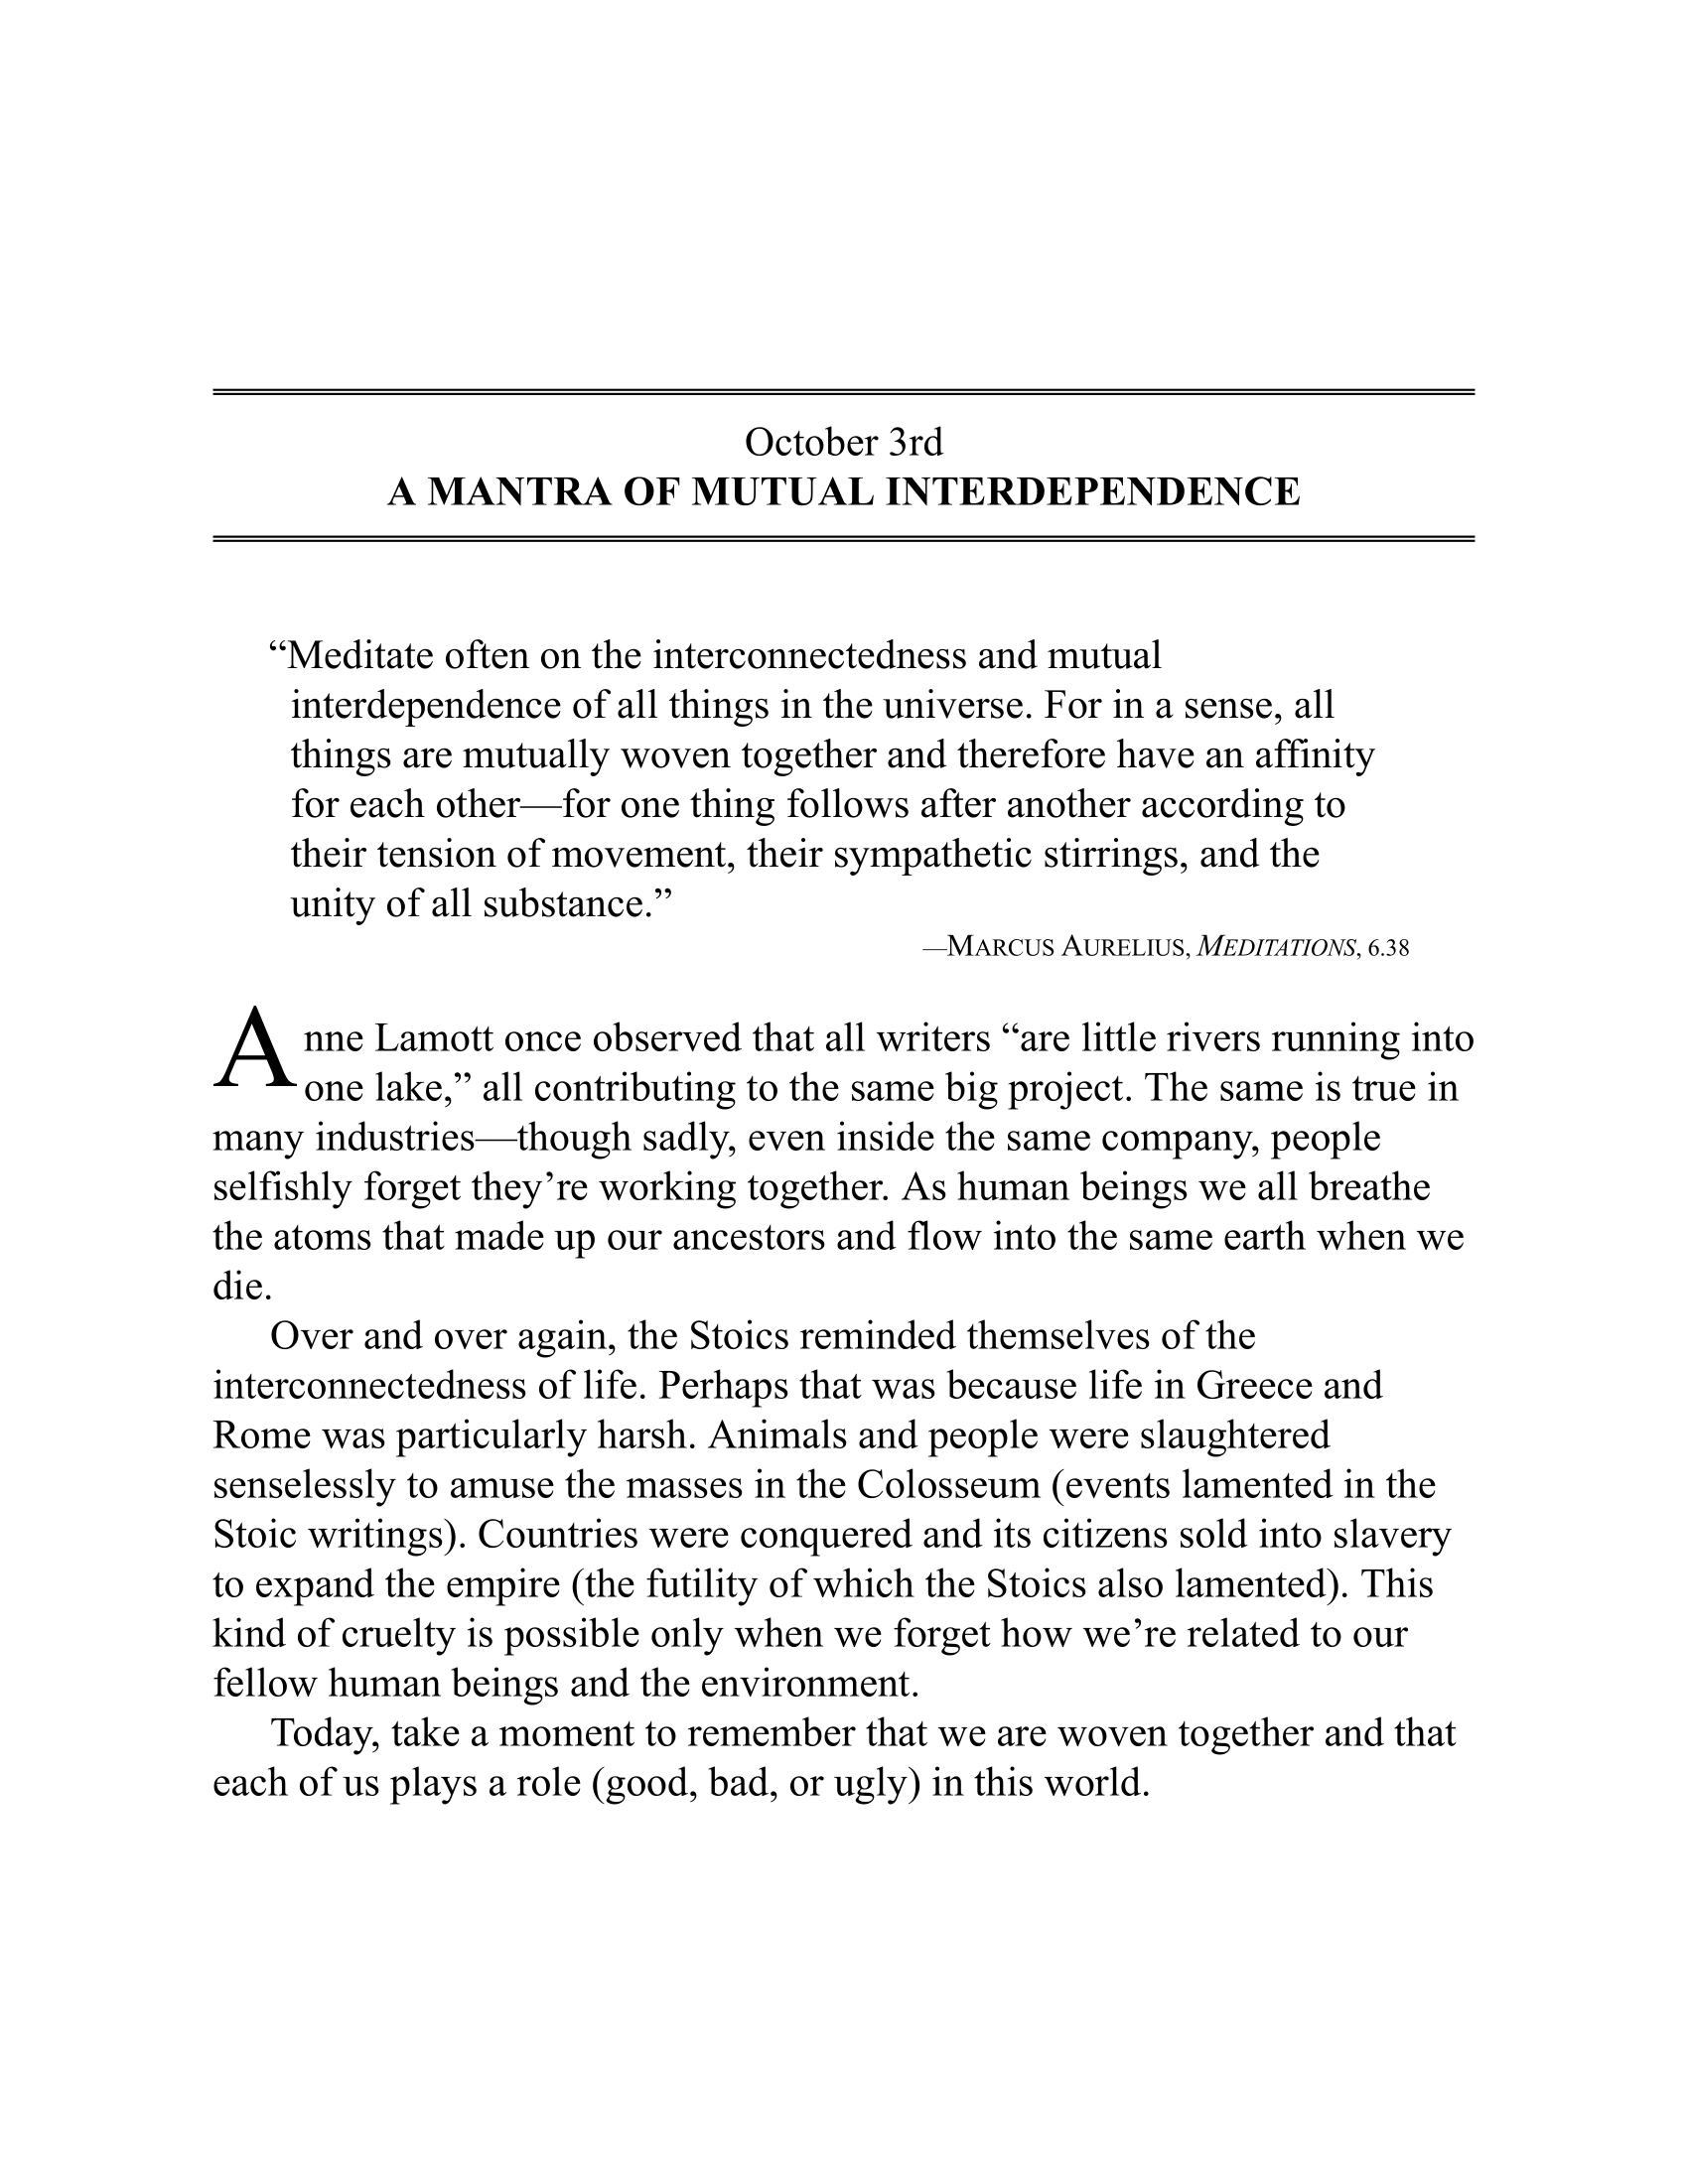 October 3rd
A MANTRA OF MUTUAL INTERDEPENDENCE
“Meditate often on the interconnectedness and mutual
interdependence of all things in the universe. For in a sense, all
things are mutually woven together and therefore have an affinity
for each other—for one thing follows after another according to
their tension of movement, their sympathetic stirrings, and the
unity of all substance.”
—MARCUS AURELIUS, MEDITATIONS, 6.38
Anne Lamott once observed that all writers “are little rivers running into
one lake,” all contributing to the same big project. The same is true in
many industries—though sadly, even inside the same company, people
selfishly forget they’re working together. As human beings we all breathe
the atoms that made up our ancestors and flow into the same earth when we
die.
Over and over again, the Stoics reminded themselves of the
interconnectedness of life. Perhaps that was because life in Greece and
Rome was particularly harsh. Animals and people were slaughtered
senselessly to amuse the masses in the Colosseum (events lamented in the
Stoic writings). Countries were conquered and its citizens sold into slavery
to expand the empire (the futility of which the Stoics also lamented). This
kind of cruelty is possible only when we forget how we’re related to our
fellow human beings and the environment.
Today, take a moment to remember that we are woven together and that
each of us plays a role (good, bad, or ugly) in this world.